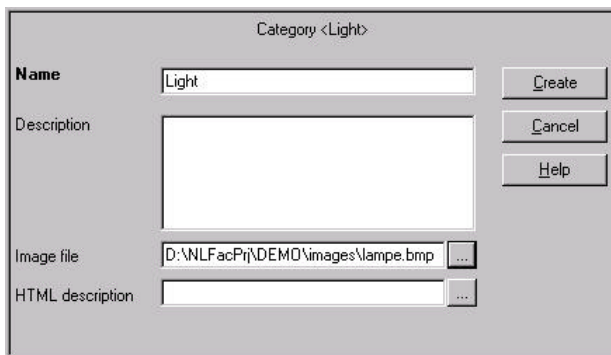 Category <Light>
Name
Light
Create
Description
Cancel
Help
Image file
D:\NLFacPrj\DEMO\images\lampe.bmp
...
HTML description
...